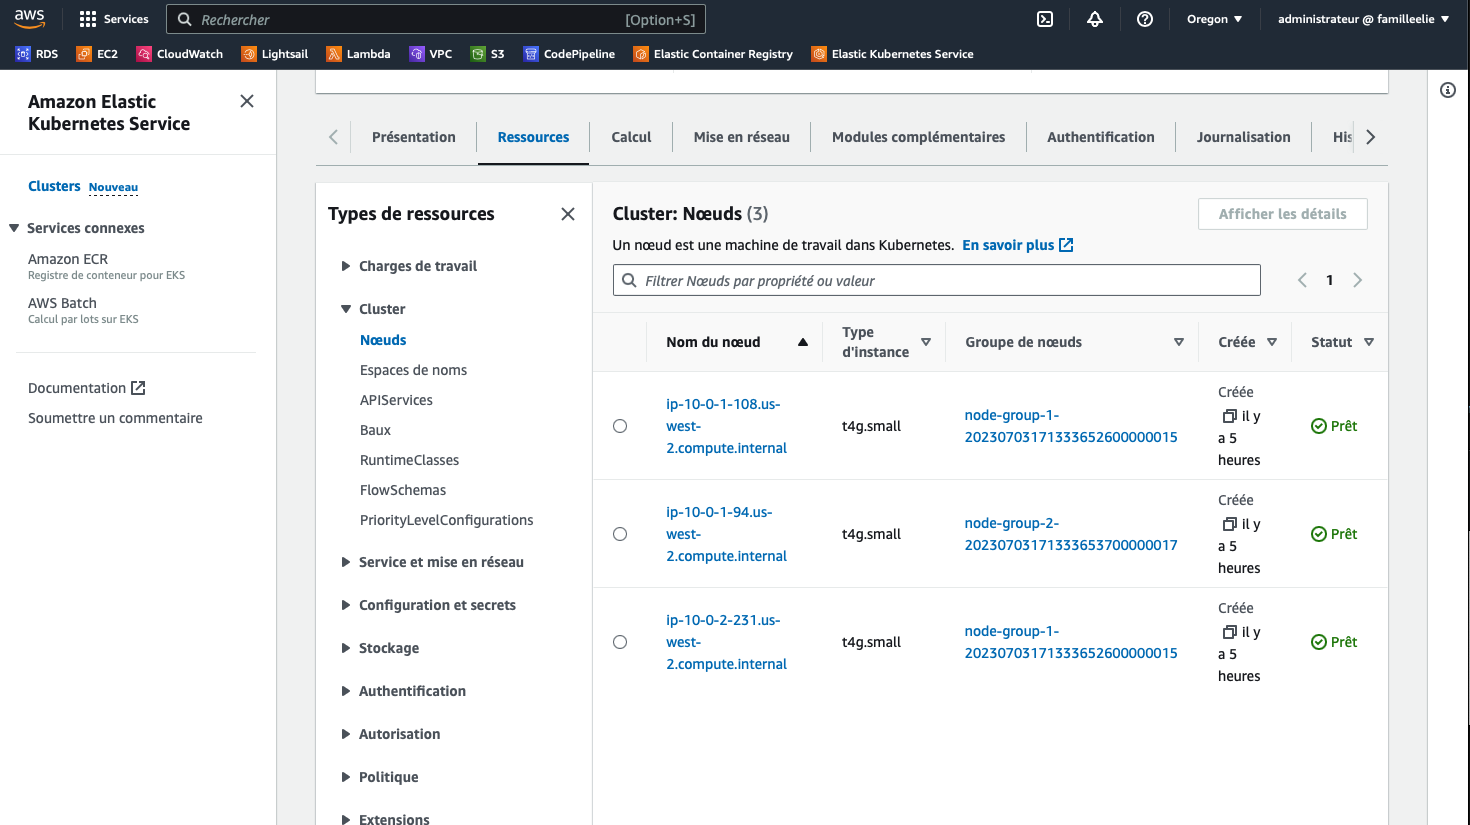 aws
Services
Rechercher
[Option+S]
Oregon
administrateur @ familleelie
RDS
EC2
CloudWatch
Lightsail
Lambda
VPC
S3
CodePipeline
Elastic Container Registry
Elastic Kubernetes Service
Amazon Elastic
Kubernetes Service
Clusters Nouveau
Services connexes
Amazon ECR
Registre de conteneur pour EKS
AWS Batch
Calcul par lots sur EKS
Documentation
Soumettre un commentaire
Présentation
Ressources
Calcul
Mise en réseau
Modules complémentaires
Authentification
Journalisation
His
Types de ressources
Charges de travail
Cluster
Nœuds
Espaces de noms
APIServices
Baux
RuntimeClasses
FlowSchemas
PriorityLevelConfigurations
Service et mise en réseau
Configuration et secrets
Stockage
Authentification
Autorisation
Politique
Extensions
Cluster: Nœuds (3)
Afficher les détails
Un nœud est une machine de travail dans Kubernetes. En savoir plus
Filtrer Nœuds par propriété ou valeur
1
Nom du nœud
Type
d'instance
Groupe de nœuds
Créée
Statut
ip-10-0-1-108.us-
west-
2.compute.internal
t4g.small
node-group-1-
20230703171333652600000015
Créée
il y
a 5
heures
Prêt
ip-10-0-1-94.us-
west-
2.compute.internal
t4g.small
node-group-2-
20230703171333653700000017
Créée
il y
a 5
heures
Prêt
ip-10-0-2-231.us-
west-
2.compute.internal
t4g.small
node-group-1-
20230703171333652600000015
Créée
il y
a 5
heures
Prêt